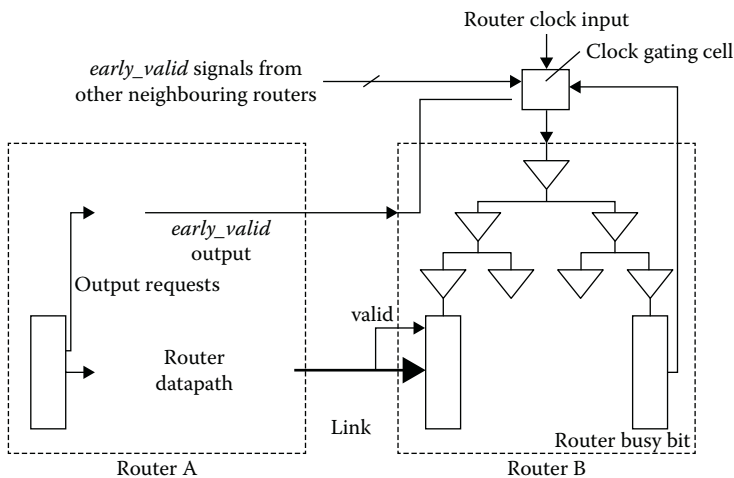 Router clock input
Clock gating cell
early_valid signals from
other neighbouring routers
early_valid
output
Output requests
valid
Router
datapath
Link
Router busy bit
Router A
Router B